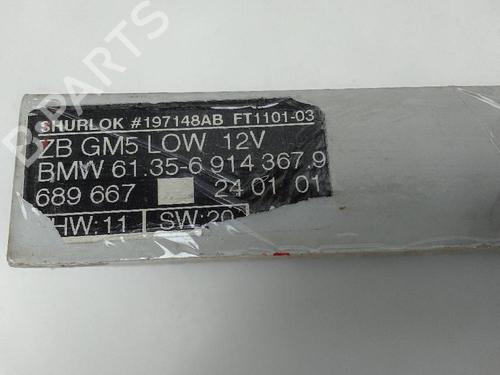 SHURLOK #197148AB FT1101-03
ZB GM5 LOW 12V
BMW 61.35-6 914 367.9
689 667 24 01 01
HW:11 SW:20